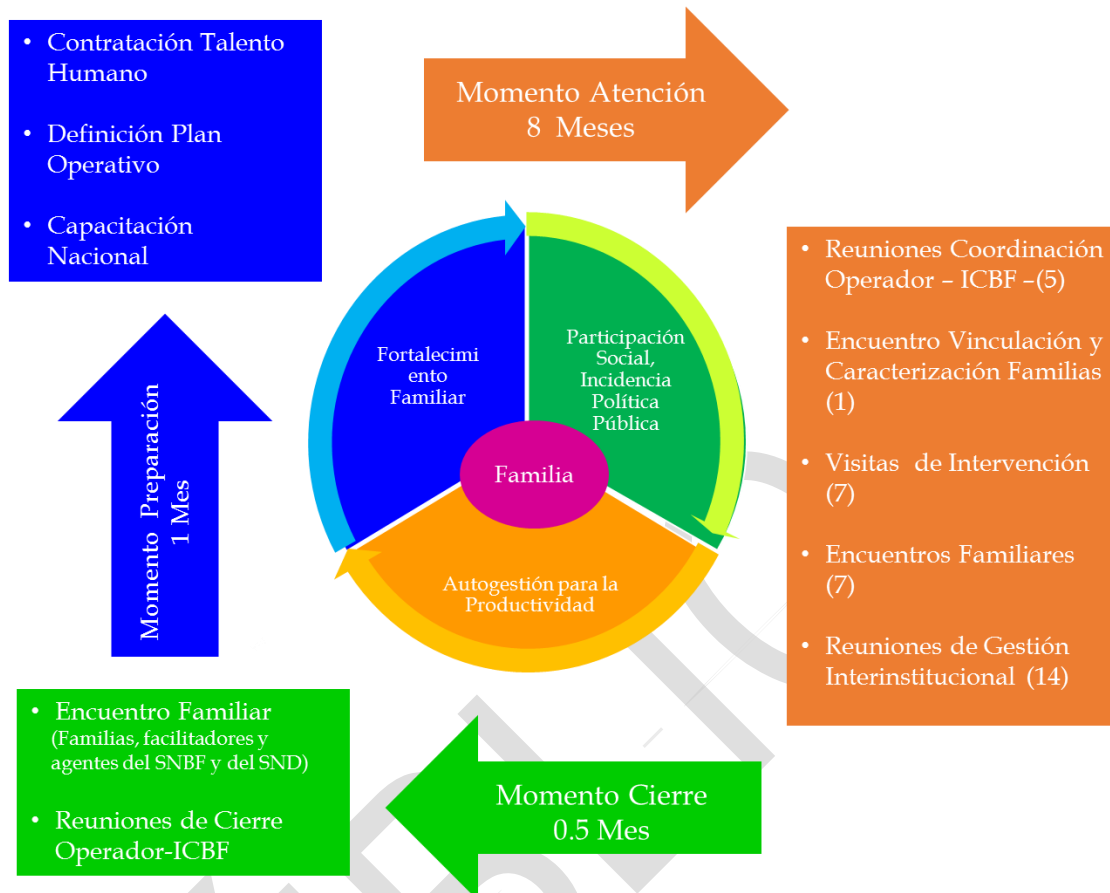 • Contratación Talento
Humano
• Definición Plan
Operativo
• Capacitación
Nacional
Momento Preparación
1 Mes
Momento Atención
8 Meses
• Reuniones Coordinación
Operador – ICBF –(5)
• Encuentro Vinculación y
Caracterización Familias
(1)
• Visitas de Intervención
(7)
• Encuentros Familiares
(7)
• Reuniones de Gestión
Interinstitucional (14)
Fortalecimi
ento
Familiar
Participación
Social,
Incidencia
Política
Pública
Familia
Autogestión para la
Productividad
Momento Cierre
0.5 Mes
• Encuentro Familiar
(Familias, facilitadores y
agentes del SNBF y del SND)
• Reuniones de Cierre
Operador-ICBF